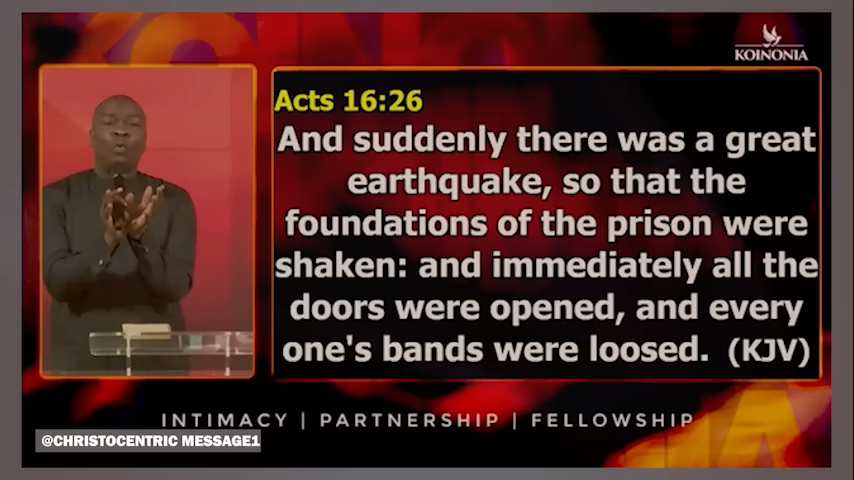 KOINONIA
Acts 16:26
And suddenly there was a great
earthquake, so that the
foundations of the prison were
shaken: and immediately all the
doors were opened, and every
one's bands were loosed. (KJV)
INTIMACY | PARTNERSHIP | FELLOWSHIP
@CHRISTOCENTRIC MESSAGE1